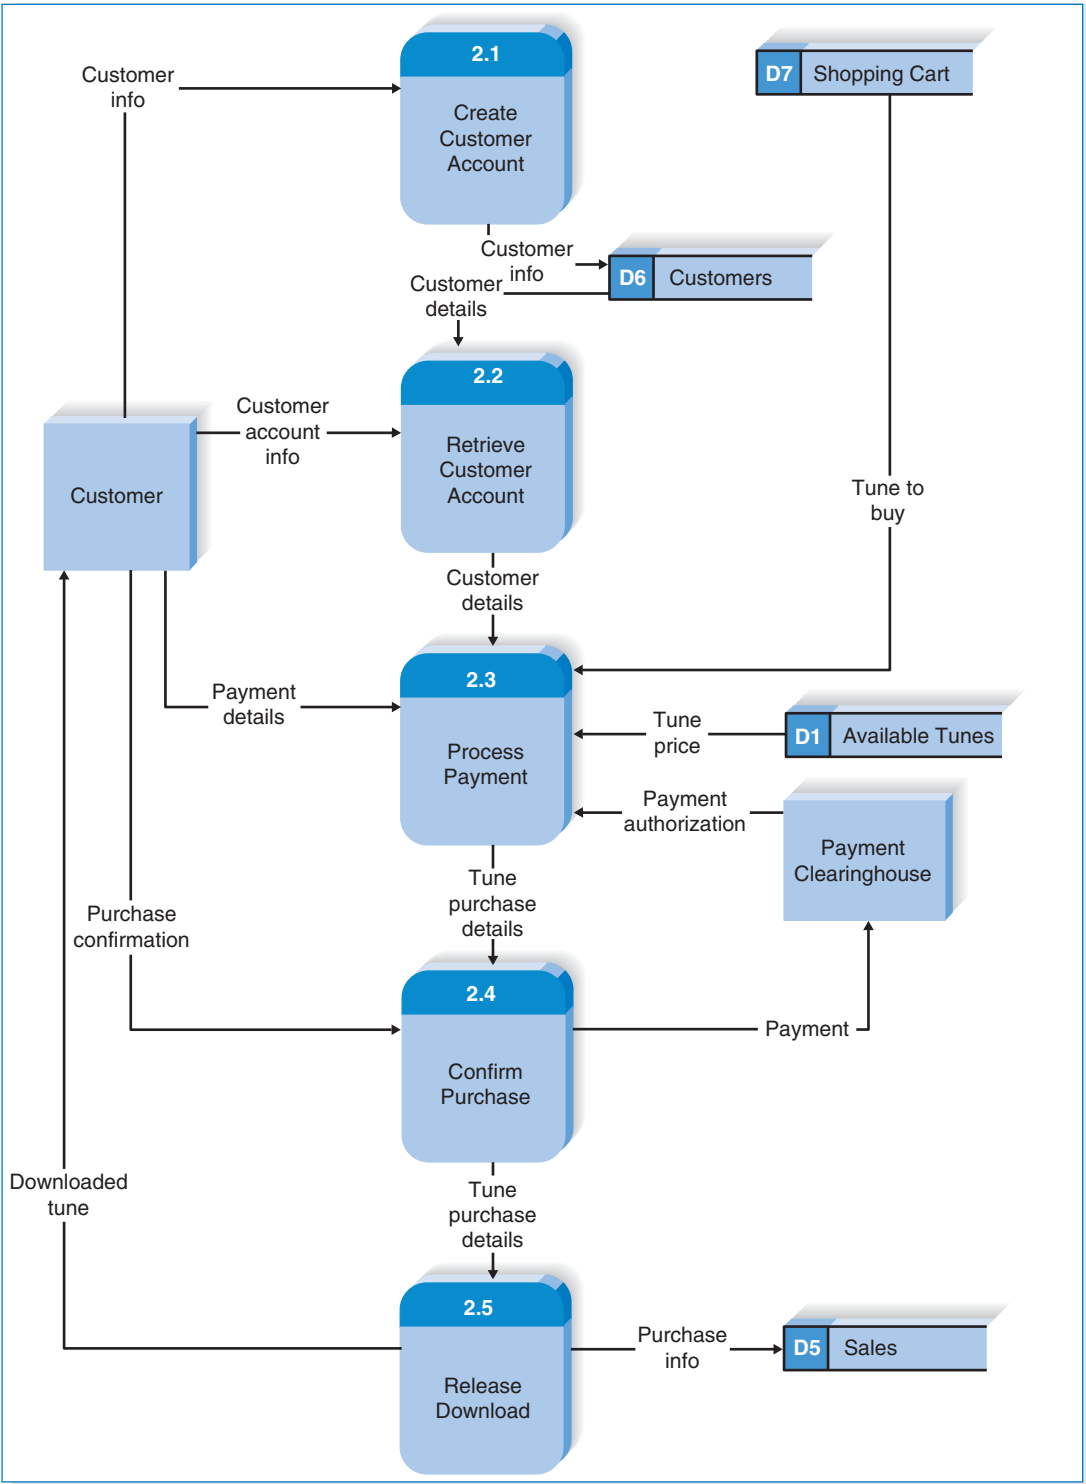 2.1
Create
Customer
Account
D7 Shopping Cart
Customer
info
Customer
info
D6 Customers
Customer
details
2.2
Retrieve
Customer
Account
Customer
account
info
Customer
Tune to
buy
Customer
details
2.3
Process
Payment
Payment
details
Tune
price
D1 Available Tunes
Payment
authorization
Payment
Clearinghouse
Tune
purchase
details
Purchase
confirmation
2.4
Confirm
Purchase
Payment
Downloaded
tune
Tune
purchase
details
2.5
Release
Download
Purchase
info
D5 Sales